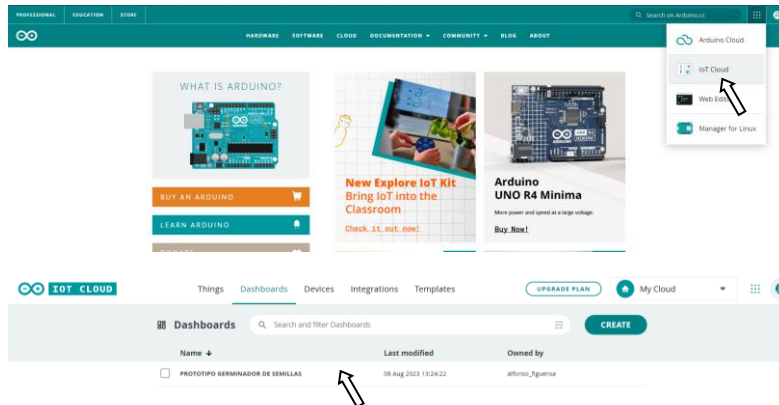 PROFESSIONAL EDUCATION STORE
Search on Arduino.cc
HARDWARE SOFTWARE CLOUD DOCUMENTATION COMMUNITY BLOG ABOUT
Arduino Cloud
IoT Cloud
Web
Manager for Linux
WHAT IS ARDUINO?
BUY AN ARDUINO
LEARN ARDUINO
New Explore IoT Kit
Bring IoT into the
Classroom
Check it out now!
Arduino
UNO R4 Minima
More power and speed at a large voltage.
Buy Now!
IOT CLOUD
Things Dashboards Devices Integrations Templates
UPGRADE PLAN
My Cloud
Dashboards
Search and filter Dashboards
CREATE
Name Last modified Owned by
PROTOTIPO GERMINADOR DE SEMILLAS 08 Aug 2023 13:24:22 alfonso_figueroa